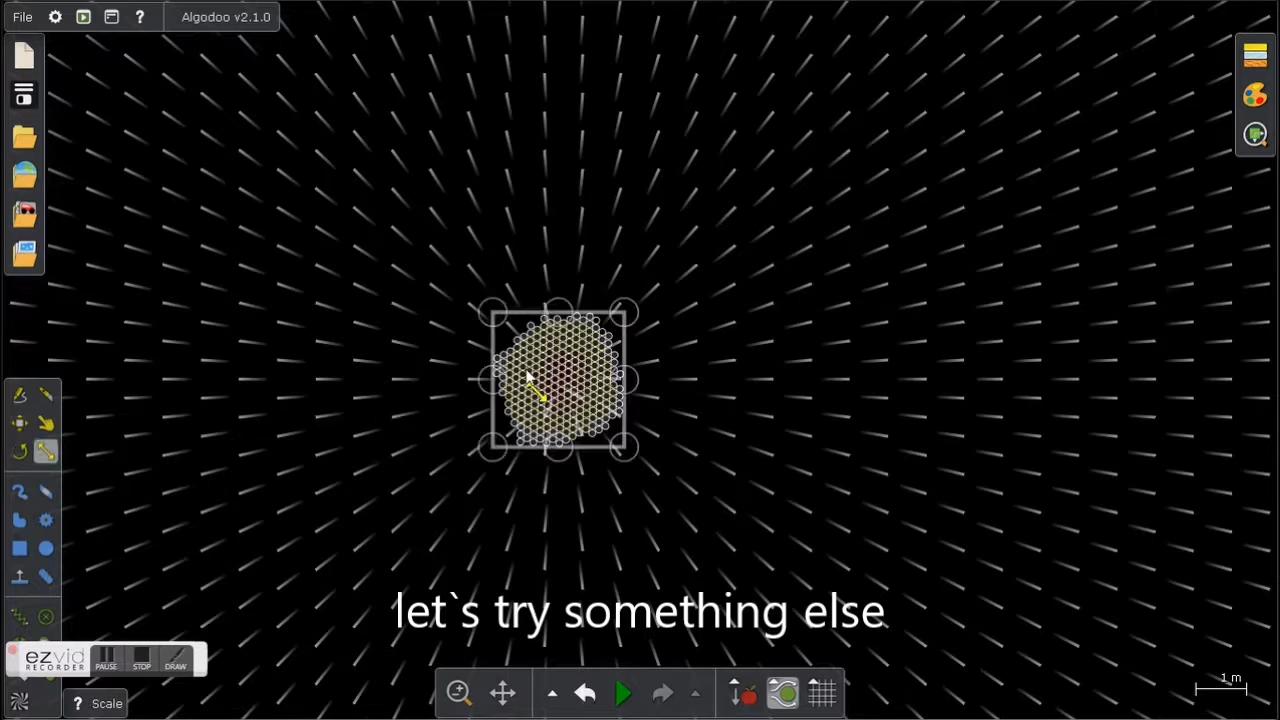 File ? Algodoo v2.1.0
let`s try something else
ezvid
RECORDER
PAUSE STOP DRAW
? Scale
1 m